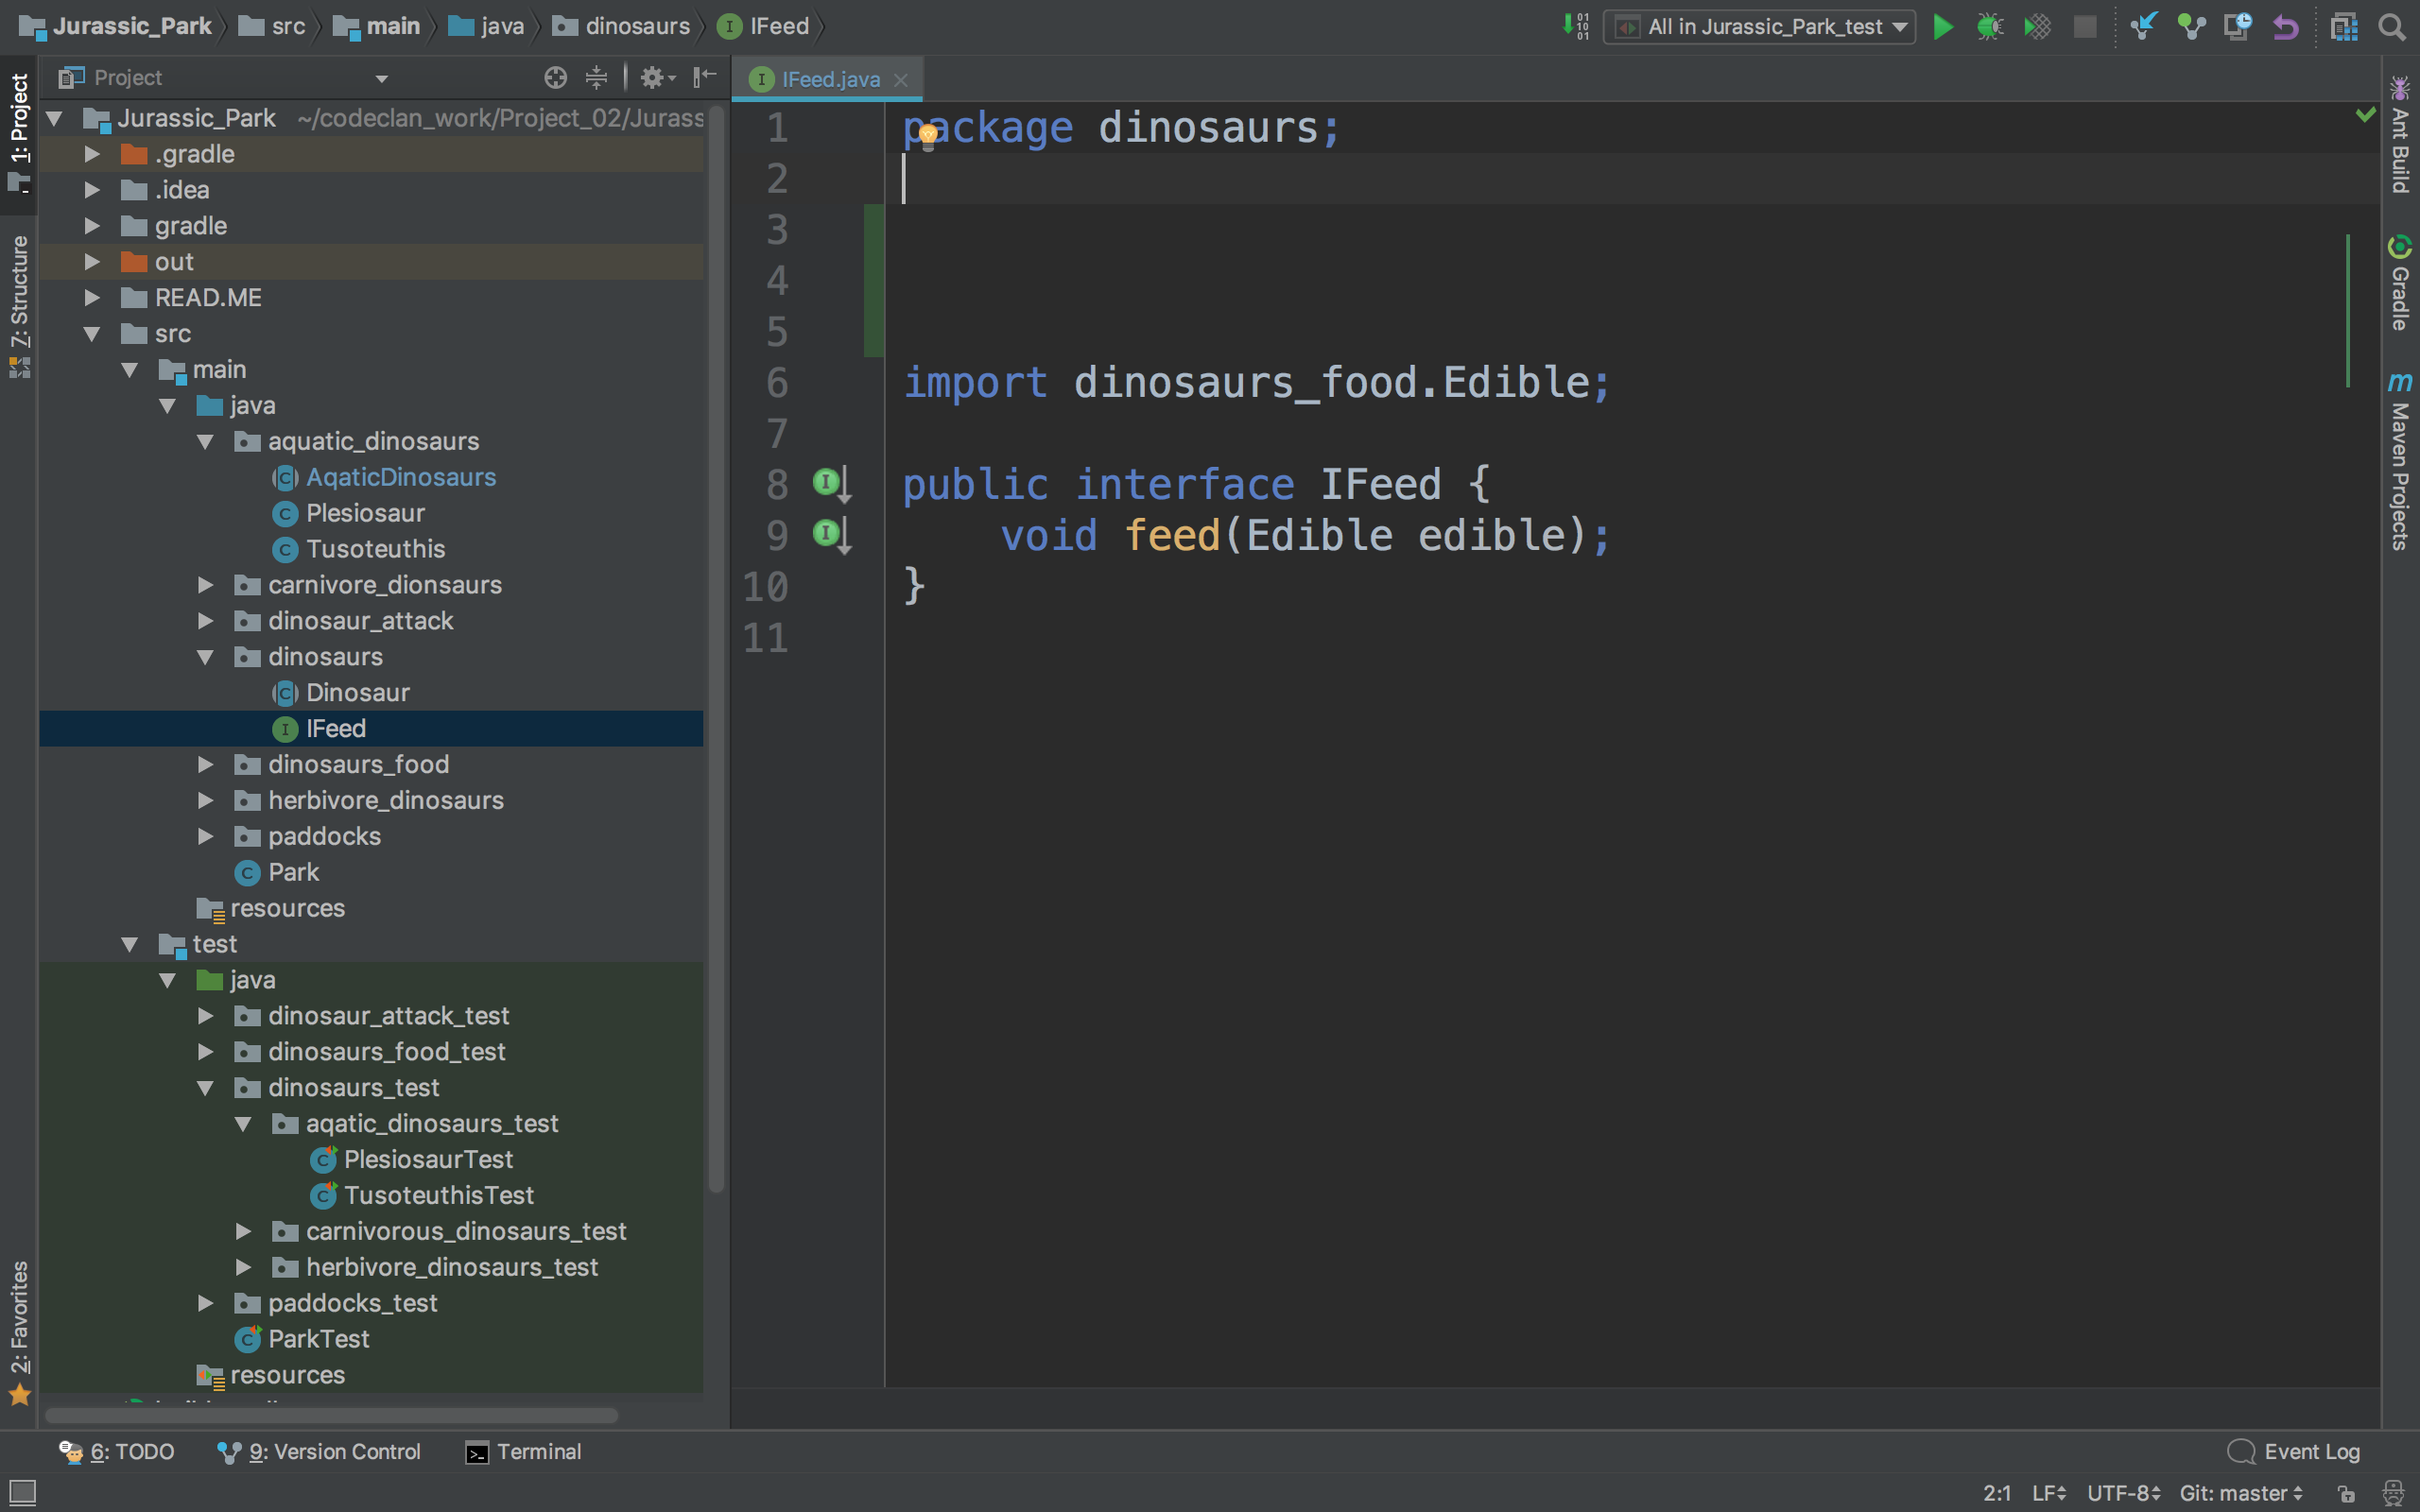 Jurassic_Park src main java dinosaurs IFeed
All in Jurassic_Park_test
1: Project
7: Structure
2: Favorites
Project
Jurassic_Park ~/codeclan_work/Project_02/Jurass
.gradle
.idea
gradle
out
READ.ME
src
main
java
aquatic_dinosaurs
AqaticDinosaurs
Plesiosaur
Tusoteuthis
carnivore_dionsaurs
dinosaur_attack
dinosaurs
Dinosaur
IFeed
dinosaurs_food
herbivore_dinosaurs
paddocks
Park
resources
test
java
dinosaur_attack_test
dinosaurs_food_test
dinosaurs_test
aqatic_dinosaurs_test
PlesiosaurTest
TusoteuthisTest
carnivorous_dinosaurs_test
herbivore_dinosaurs_test
paddocks_test
ParkTest
resources
IFeed.java
1 package dinosaurs;
2
3
4
5
6 import dinosaurs_food.Edible;
7
8 public interface IFeed {
9 void feed(Edible edible);
10 }
11
Ant Build
Gradle
Maven Projects
6: TODO 9: Version Control Terminal Event Log
2:1 LF UTF-8 Git: master